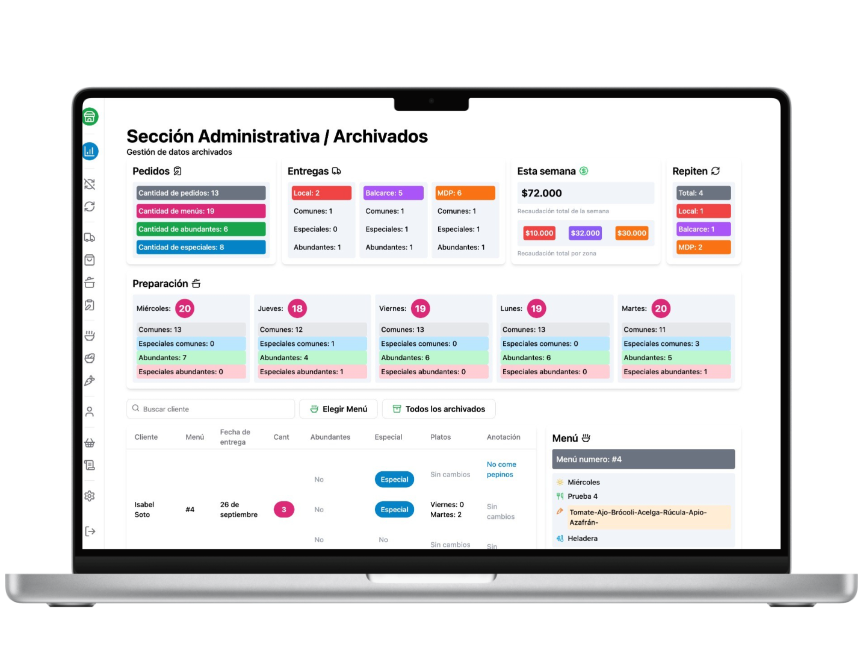 Sección Administrativa / Archivados
Gestión de datos archivados
Pedidos
Cantidad de pedidos: 13
Cantidad de menús: 19
Cantidad de abundantes: 6
Cantidad de especiales: 8
Entregas
Local: 2
Comunes: 1
Especiales: 0
Abundantes: 1
Balcarce: 5
Comunes: 1
Especiales: 1
Abundantes: 1
MDP: 6
Comunes: 1
Especiales: 1
Abundantes: 1
Esta semana
$72.000
Recaudación total de la semana
$10.000 $32.000 $30.000
Recaudación total por zona
Repiten
Total: 4
Local: 1
Balcarce: 1
MDP: 2
Preparación
Miércoles: 20
Comunes: 13
Especiales comunes: 0
Abundantes: 7
Especiales abundantes: 0
Jueves: 18
Comunes: 12
Especiales comunes: 1
Abundantes: 4
Especiales abundantes: 1
Viernes: 19
Comunes: 13
Especiales comunes: 0
Abundantes: 6
Especiales abundantes: 0
Lunes: 19
Comunes: 13
Especiales comunes: 0
Abundantes: 6
Especiales abundantes: 0
Martes: 20
Comunes: 11
Especiales comunes: 3
Abundantes: 5
Especiales abundantes: 1
Buscar cliente
Elegir Menú
Todos los archivados
Cliente Menú Fecha de entrega Cant Abundantes Especial Platos Anotación
No Especial Sin cambios No come pepinos
Isabel Soto #4 26 de septiembre 3 No Especial Viernes: 0 Martes: 2 Sin cambios
No No Sin cambios Sin
Menú
Menú numero: #4
Miércoles
Prueba 4
Tomate-Ajo-Brócoli-Acelga-Rúcula-Apio-
Azafrán-
Heladera